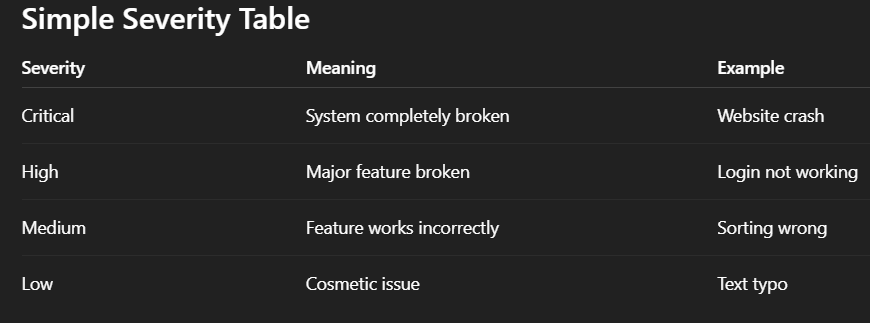 Simple Severity Table
Severity Meaning Example
Critical System completely broken Website crash
High Major feature broken Login not working
Medium Feature works incorrectly Sorting wrong
Low Cosmetic issue Text typo